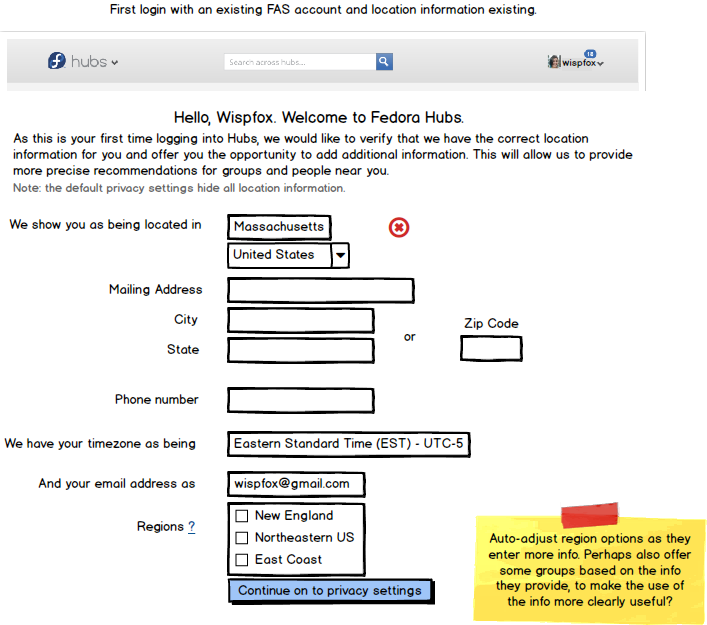 First login with an existing FAS account and location information existing.
hubs
Search across hubs...
18
wispfox
Hello, Wispfox. Welcome to Fedora Hubs.
As this is your first time logging into Hubs, we would like to verify that we have the correct location
information for you and offer you the opportunity to add additional information. This will allow us to provide
more precise recommendations for groups and people near you.
Note: the default privacy settings hide all location information.
We show you as being located in
Massachusetts
United States
Mailing Address
City
State
or
Zip Code
Phone number
We have your timezone as being
Eastern Standard Time (EST) - UTC-5
And your email address as
wispfox@gmail.com
Regions ?
New England
Northeastern US
East Coast
Continue on to privacy settings
Auto-adjust region options as they
enter more info. Perhaps also offer
some groups based on the info
they provide, to make the use of
the info more clearly useful?